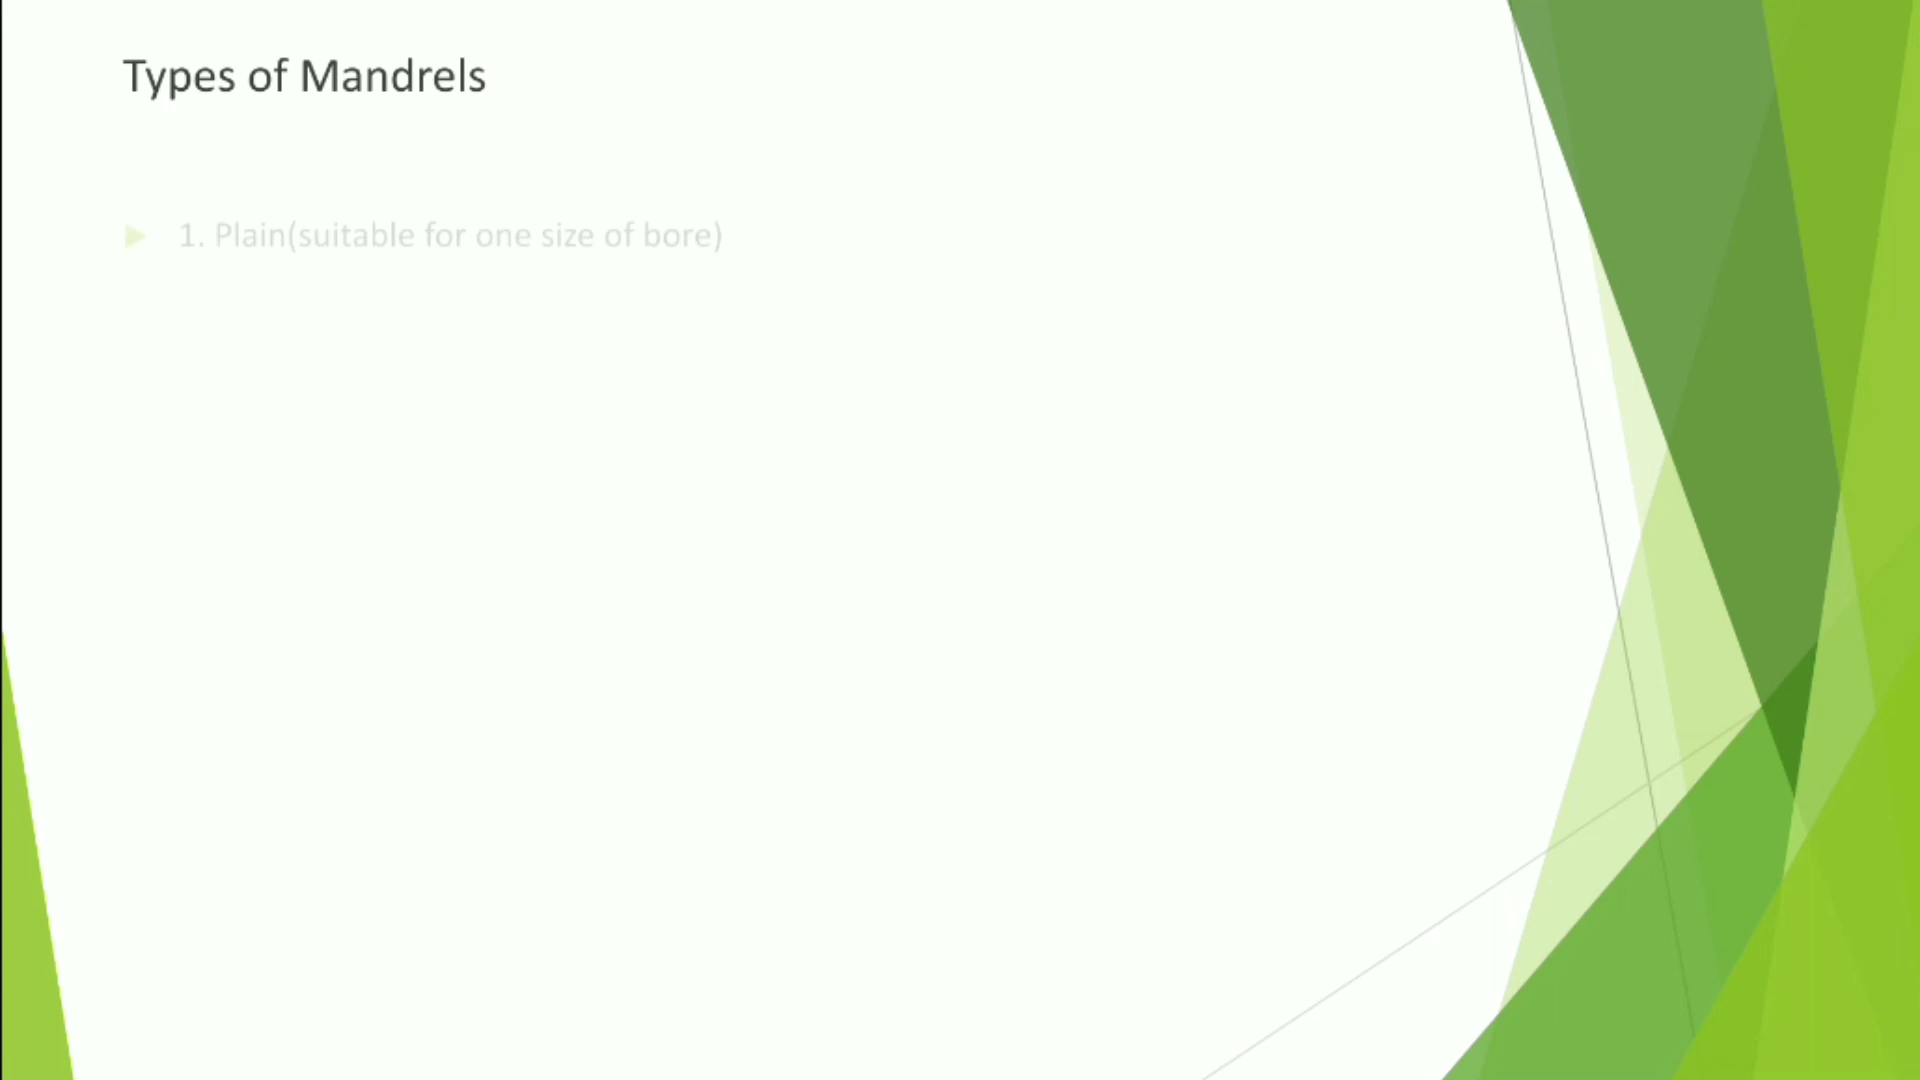 Types of Mandrels
1. Plain(suitable for one size of bore)